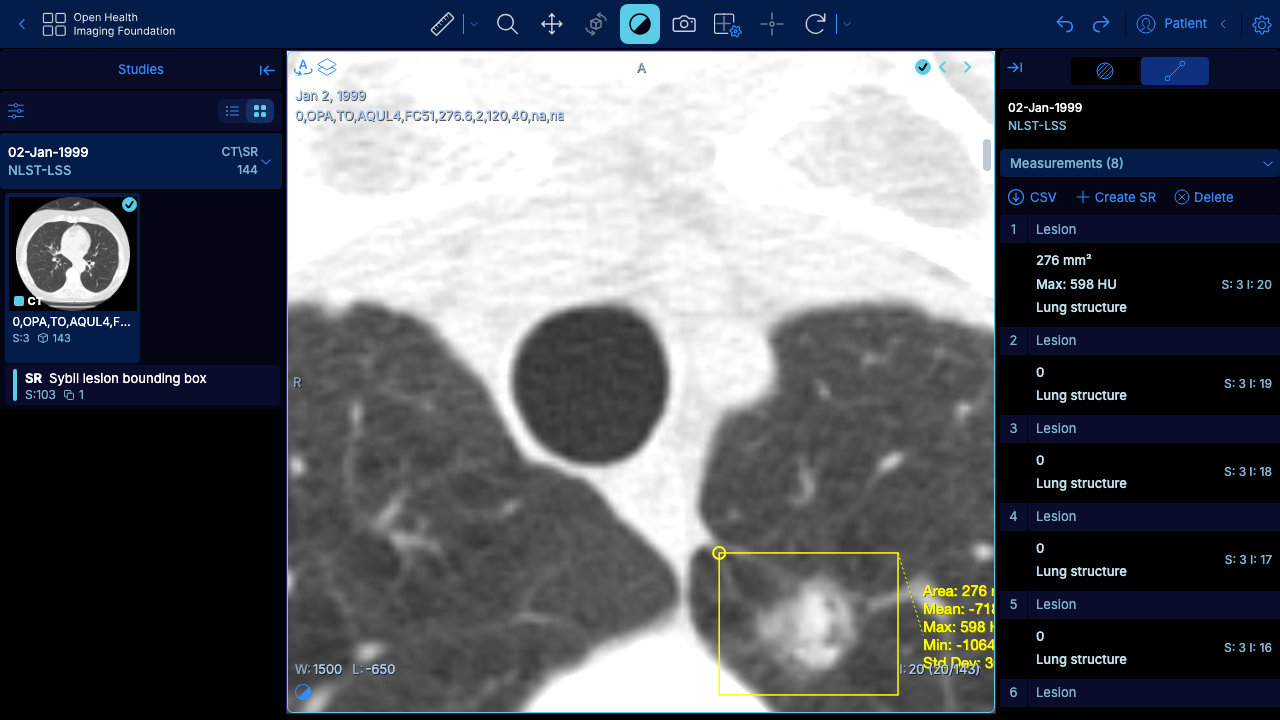 Open Health
Imaging Foundation
Patient
Studies
02-Jan-1999
NLST-LSS
CT\SR
144
CT
0,OPA,TO,AQUL4,F...
S:3 143
SR Sybil lesion bounding box
S:103 1
A
Jan 2, 1999
0,OPA,TO,AQUL4,FC51,276.6,2,120,40,na,na
R
Area: 276
Mean: -718
Max: 598
Min: -1064
Std Dev: 3
W: 1500 L: -650
I: 20 (20/143)
02-Jan-1999
NLST-LSS
Measurements (8)
CSV Create SR Delete
1 Lesion
276 mm²
Max: 598 HU
Lung structure
S: 3 I: 20
2 Lesion
0
Lung structure
S: 3 I: 19
3 Lesion
0
Lung structure
S: 3 I: 18
4 Lesion
0
Lung structure
S: 3 I: 17
5 Lesion
0
Lung structure
S: 3 I: 16
6 Lesion